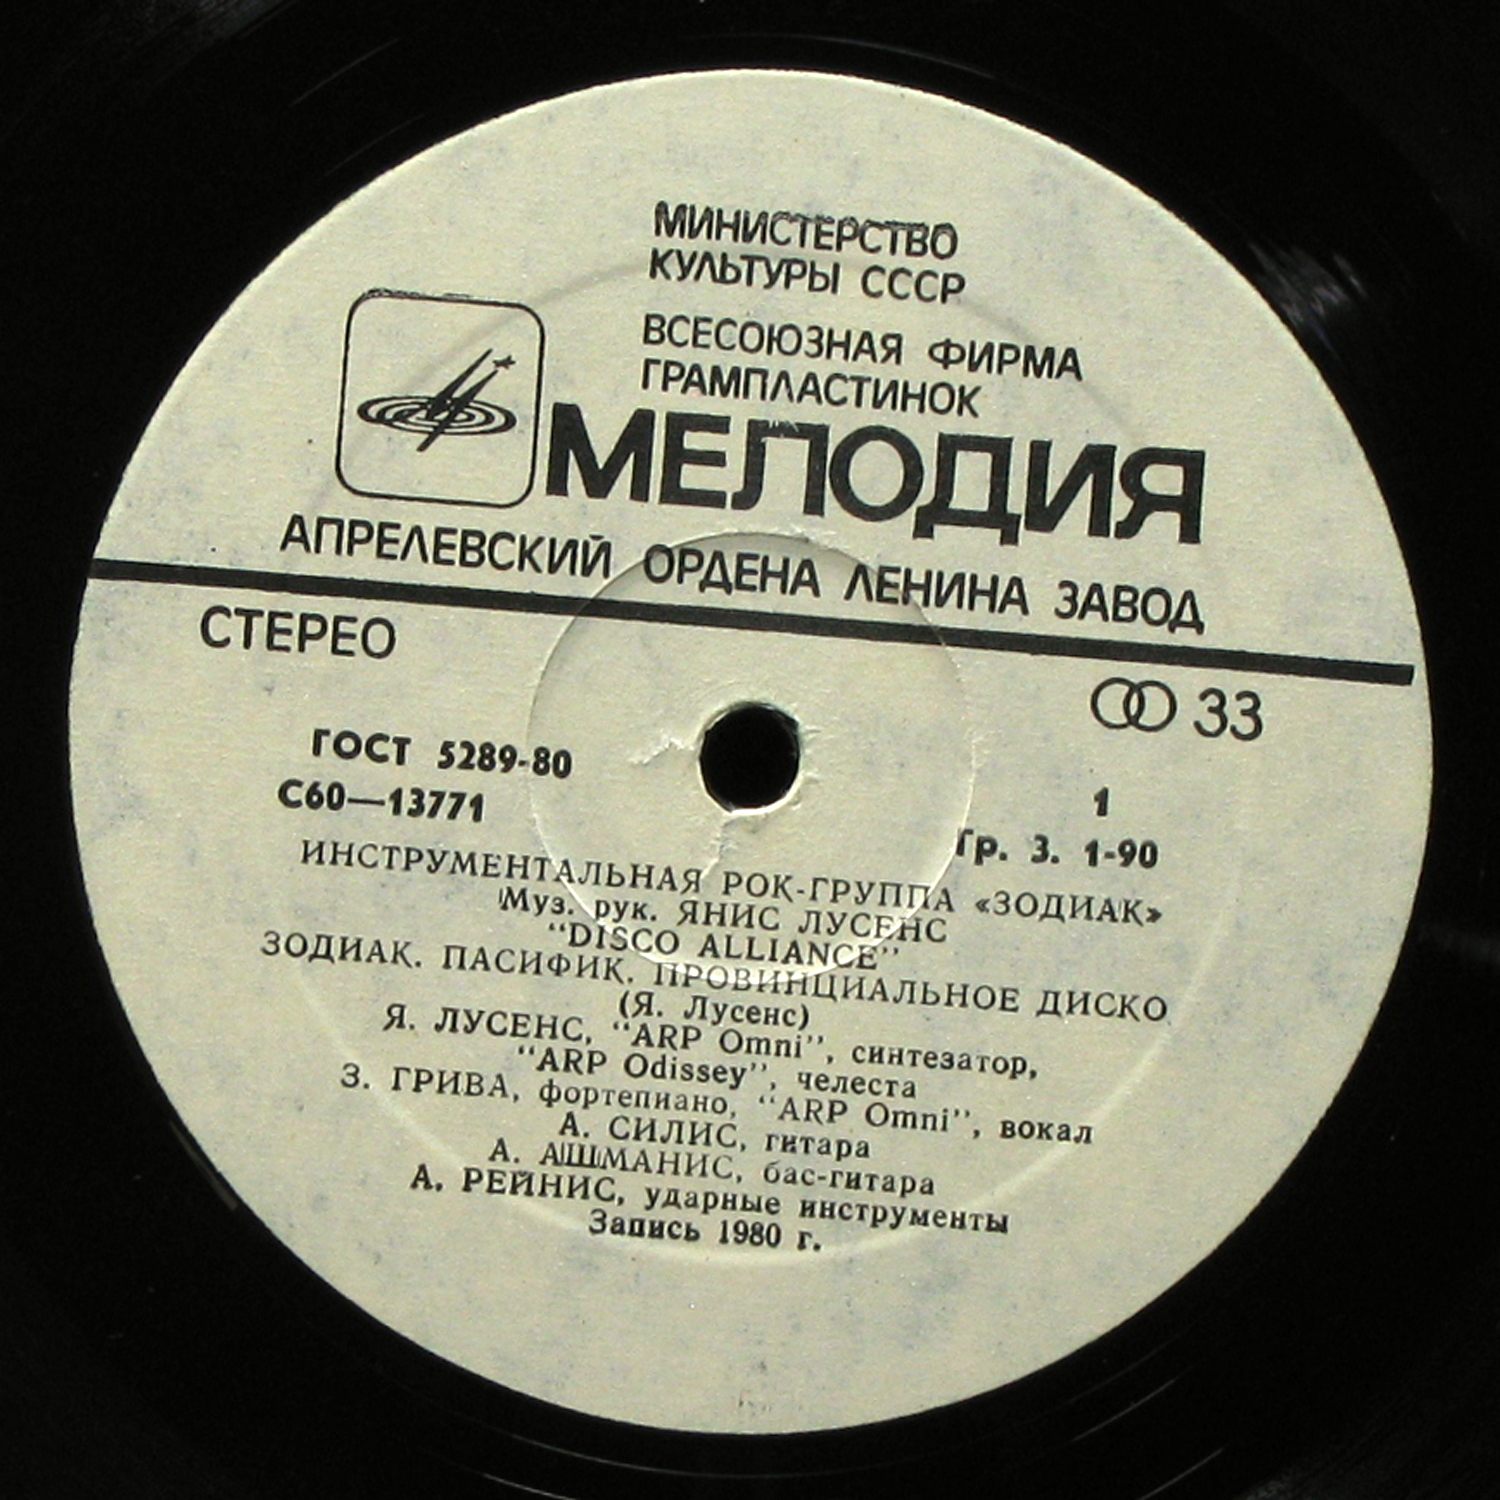 МИНИСТЕРСТВО
КУЛЬТУРЫ СССР
ВСЕСОЮЗНАЯ ФИРМА
ГРАМПЛАСТИНОК
МЕЛОДИЯ
АПРЕЛЕВСКИЙ ОРДЕНА ЛЕНИНА ЗАВОД
СТЕРЕО
33
ГОСТ 5289-80
С60—13771
1
Гр. 3. 1-90
ИНСТРУМЕНТАЛЬНАЯ РОК-ГРУППА «ЗОДИАК»
Муз. рук. ЯНИС ЛУСЕНС
"DISCO ALLIANCE"
ЗОДИАК. ПАСИФИК. ПРОВИНЦИАЛЬНОЕ ДИСКО
(Я. Лусенс)
Я. ЛУСЕНС, "ARP Omni", синтезатор,
"ARP Odissey", челеста
З. ГРИВА, фортепиано, "ARP Omni", вокал
А. СИЛИС, гитара
А. АШМАНИС, бас-гитара
А. РЕЙНИС, ударные инструменты
Запись 1980 г.